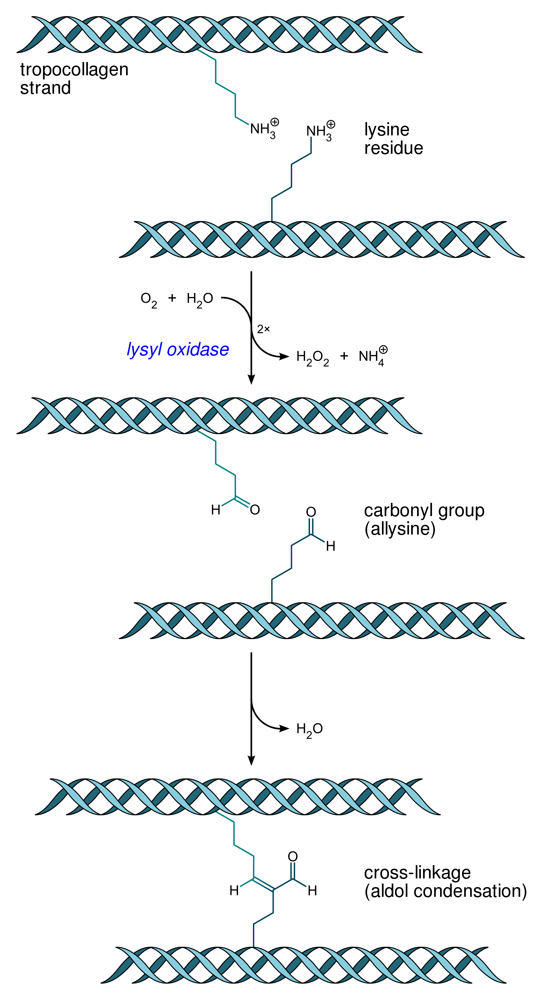 tropocollagen
strand
NH₃⊕
NH₃⊕
lysine
residue
O₂ + H₂O
2×
lysyl oxidase
H₂O₂ + NH₄⊕
H
O
O
H
carbonyl group
(allysine)
H₂O
O
H
H
cross-linkage
(aldol condensation)